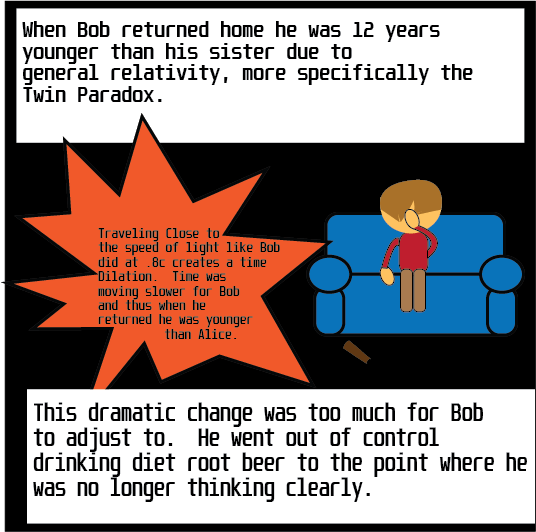 When Bob returned home he was 12 years
younger than his sister due to
general relativity, more specifically the
Twin Paradox.
Traveling Close to
the speed of light like Bob
did at .8c creates a time
Dilation.  Time was
moving slower for Bob
and thus when he
returned he was younger
than Alice.
This dramatic change was too much for Bob
to adjust to.  He went out of control
drinking diet root beer to the point where he
was no longer thinking clearly.